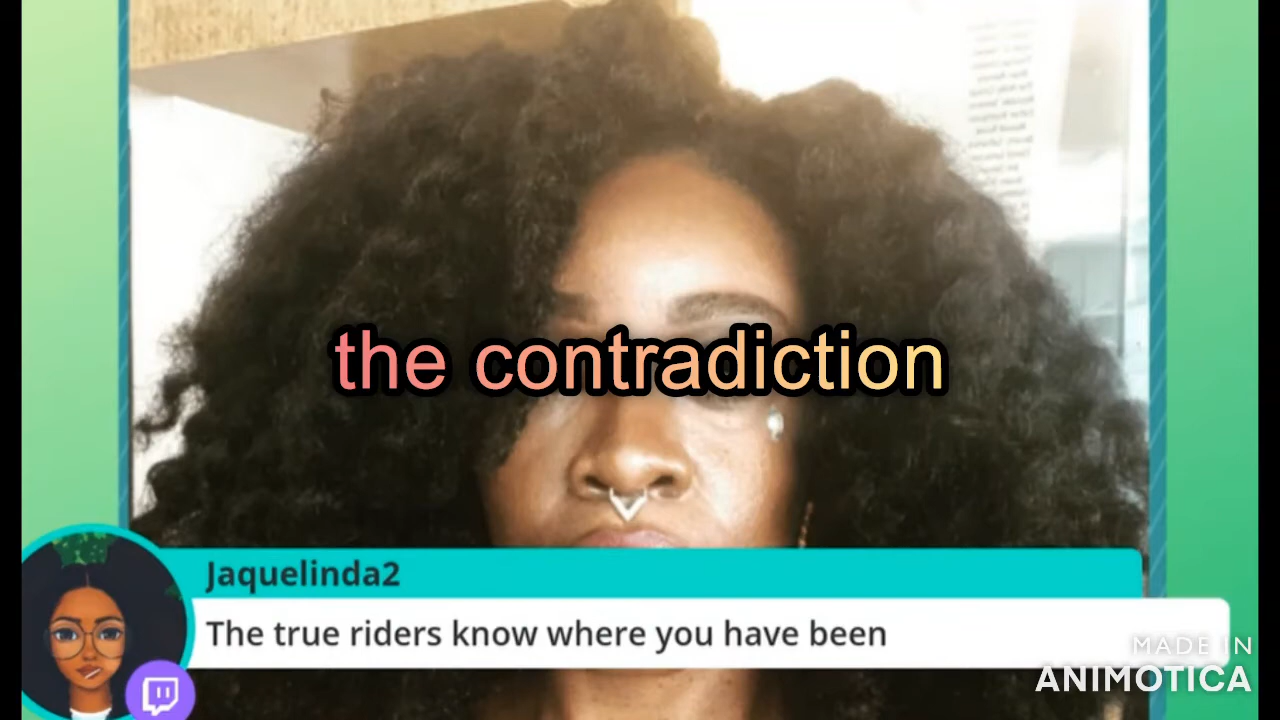 the contradiction
Jaquelinda2
The true riders know where you have been
MADE IN
ANIMOTICA